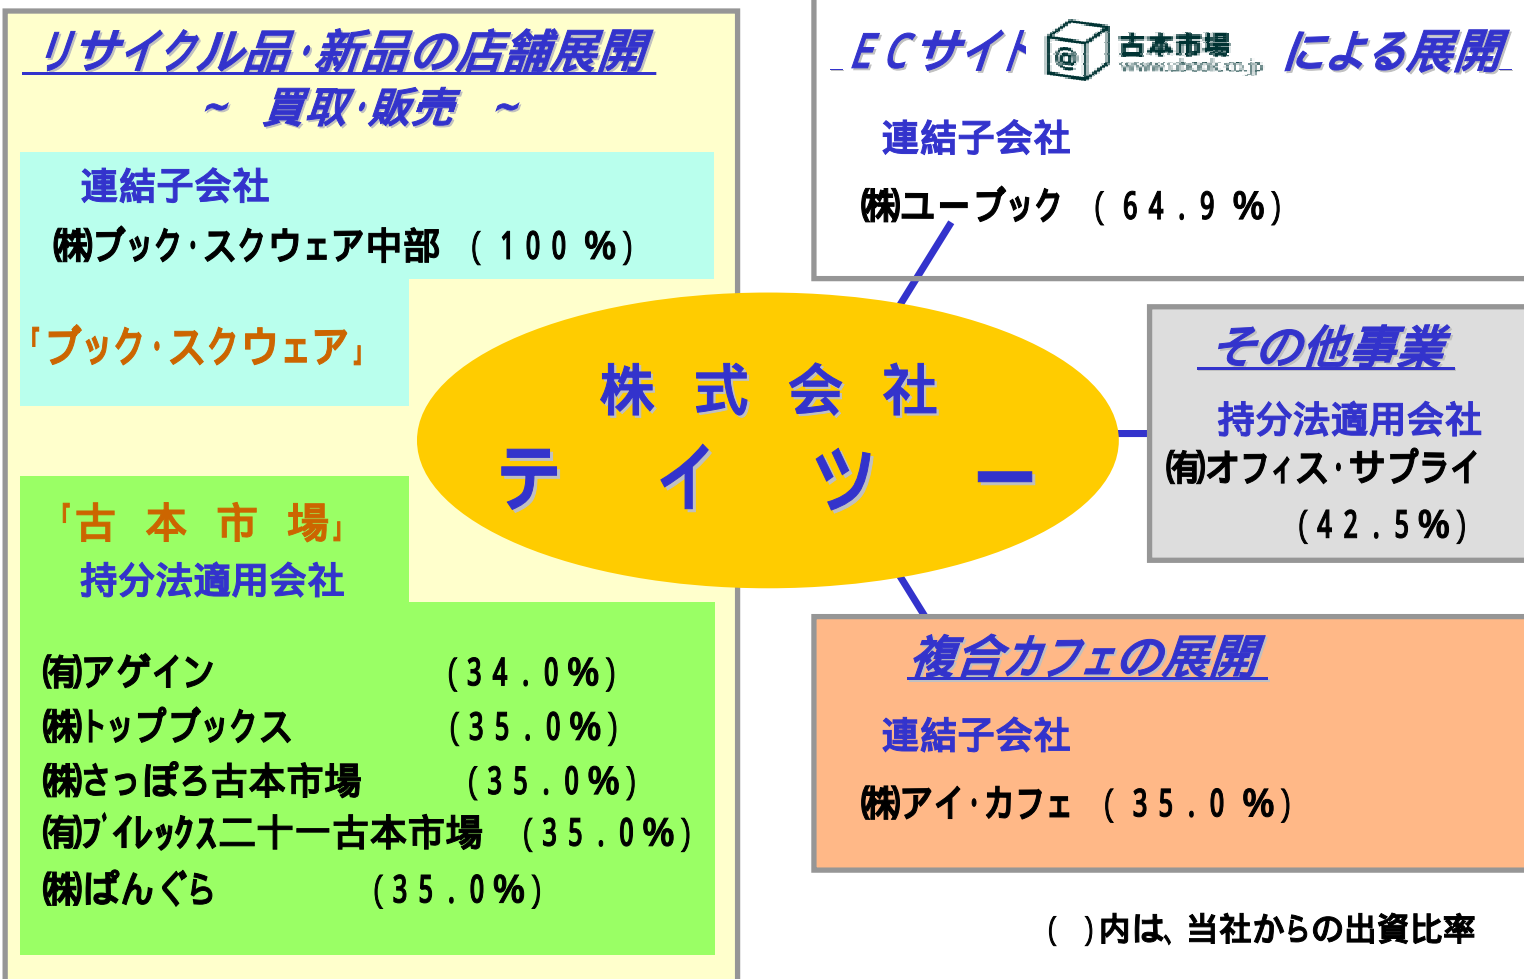 リサイクル品・新品の店舗展開
~ 買取・販売 ~
連結子会社
㈱ブック・スクウェア中部 (100%)
「ブック・スクウェア」
「古本市場」
持分法適用会社
㈲アゲイン (34.0%)
㈱トップブックス (35.0%)
㈱さっぽろ古本市場 (35.0%)
㈲ﾌﾞｲﾚｯｸｽ二十一古本市場 (35.0%)
㈱ぱんぐら (35.0%)
株式会社
テイツー
ECサイト @ 古本市場 による展開
www.ubook.co.jp
連結子会社
㈱ユーブック (64.9%)
その他事業
持分法適用会社
㈲オフィス・サプライ
(42.5%)
複合カフェの展開
連結子会社
㈱アイ・カフェ (35.0%)
( )内は、当社からの出資比率